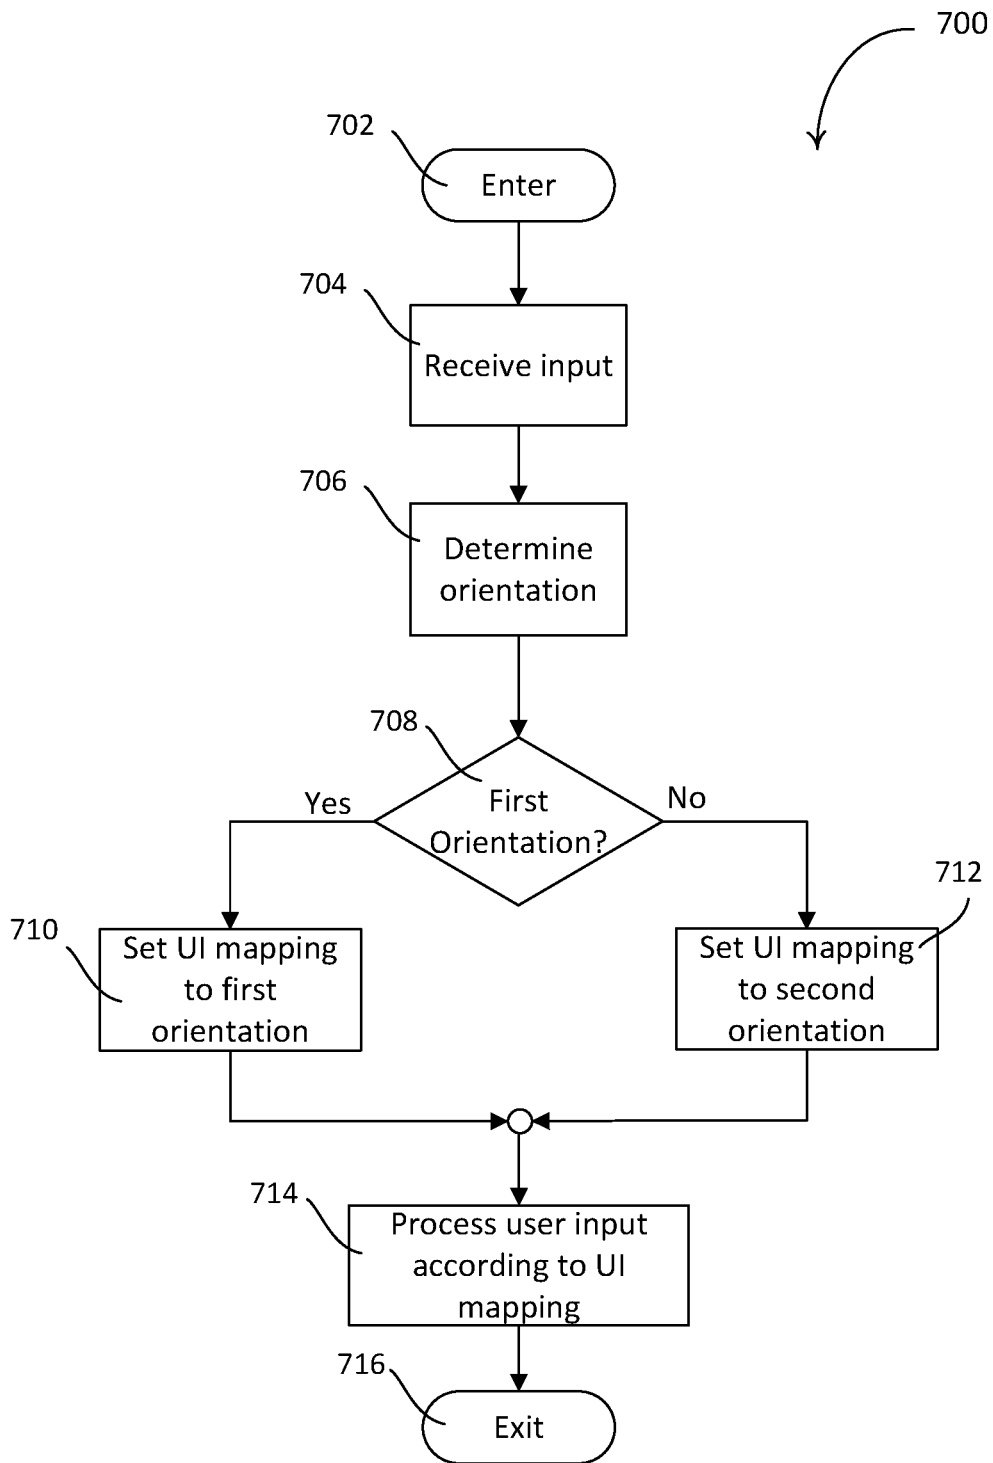 700
702
Enter
704
Receive input
706
Determine
orientation
708
First
Orientation?
Yes
No
710
Set UI mapping
to first
orientation
712
Set UI mapping
to second
orientation
714
Process user input
according to UI
mapping
716
Exit